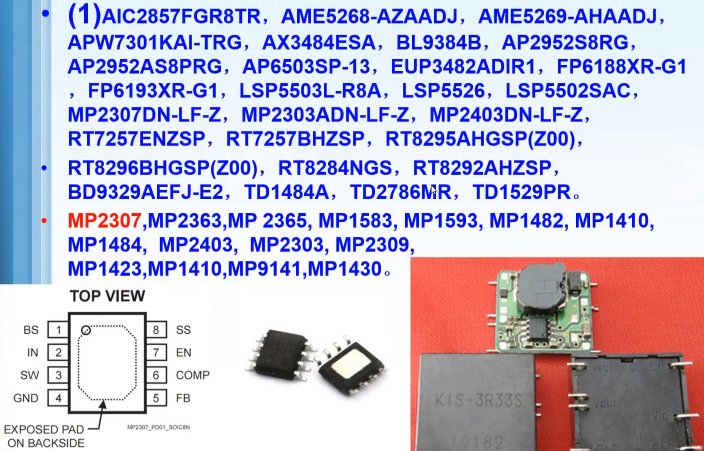 • (1)AIC2857FGR8TR，AME5268-AZAADJ，AME5269-AHAADJ，
APW7301KAI-TRG，AX3484ESA，BL9384B，AP2952S8RG，
AP2952AS8PRG，AP6503SP-13，EUP3482ADIR1，FP6188XR-G1
，FP6193XR-G1，LSP5503L-R8A，LSP5526，LSP5502SAC，
MP2307DN-LF-Z，MP2303ADN-LF-Z，MP2403DN-LF-Z，
RT7257ENZSP，RT7257BHZSP，RT8295AHGSP(Z00)，
• RT8296BHGSP(Z00)，RT8284NGS，RT8292AHZSP，
BD9329AEFJ-E2，TD1484A，TD2786MR，TD1529PR。
• MP2307,MP2363,MP 2365, MP1583, MP1593, MP1482, MP1410,
MP1484, MP2403, MP2303, MP2309,
MP1423,MP1410,MP9141,MP1430。
TOP VIEW
BS 1 8 SS
IN 2 7 EN
SW 3 6 COMP
GND 4 5 FB
EXPOSED PAD
ON BACKSIDE
MP2307_PD01_SOIC8N
KIS-3R33S
19182